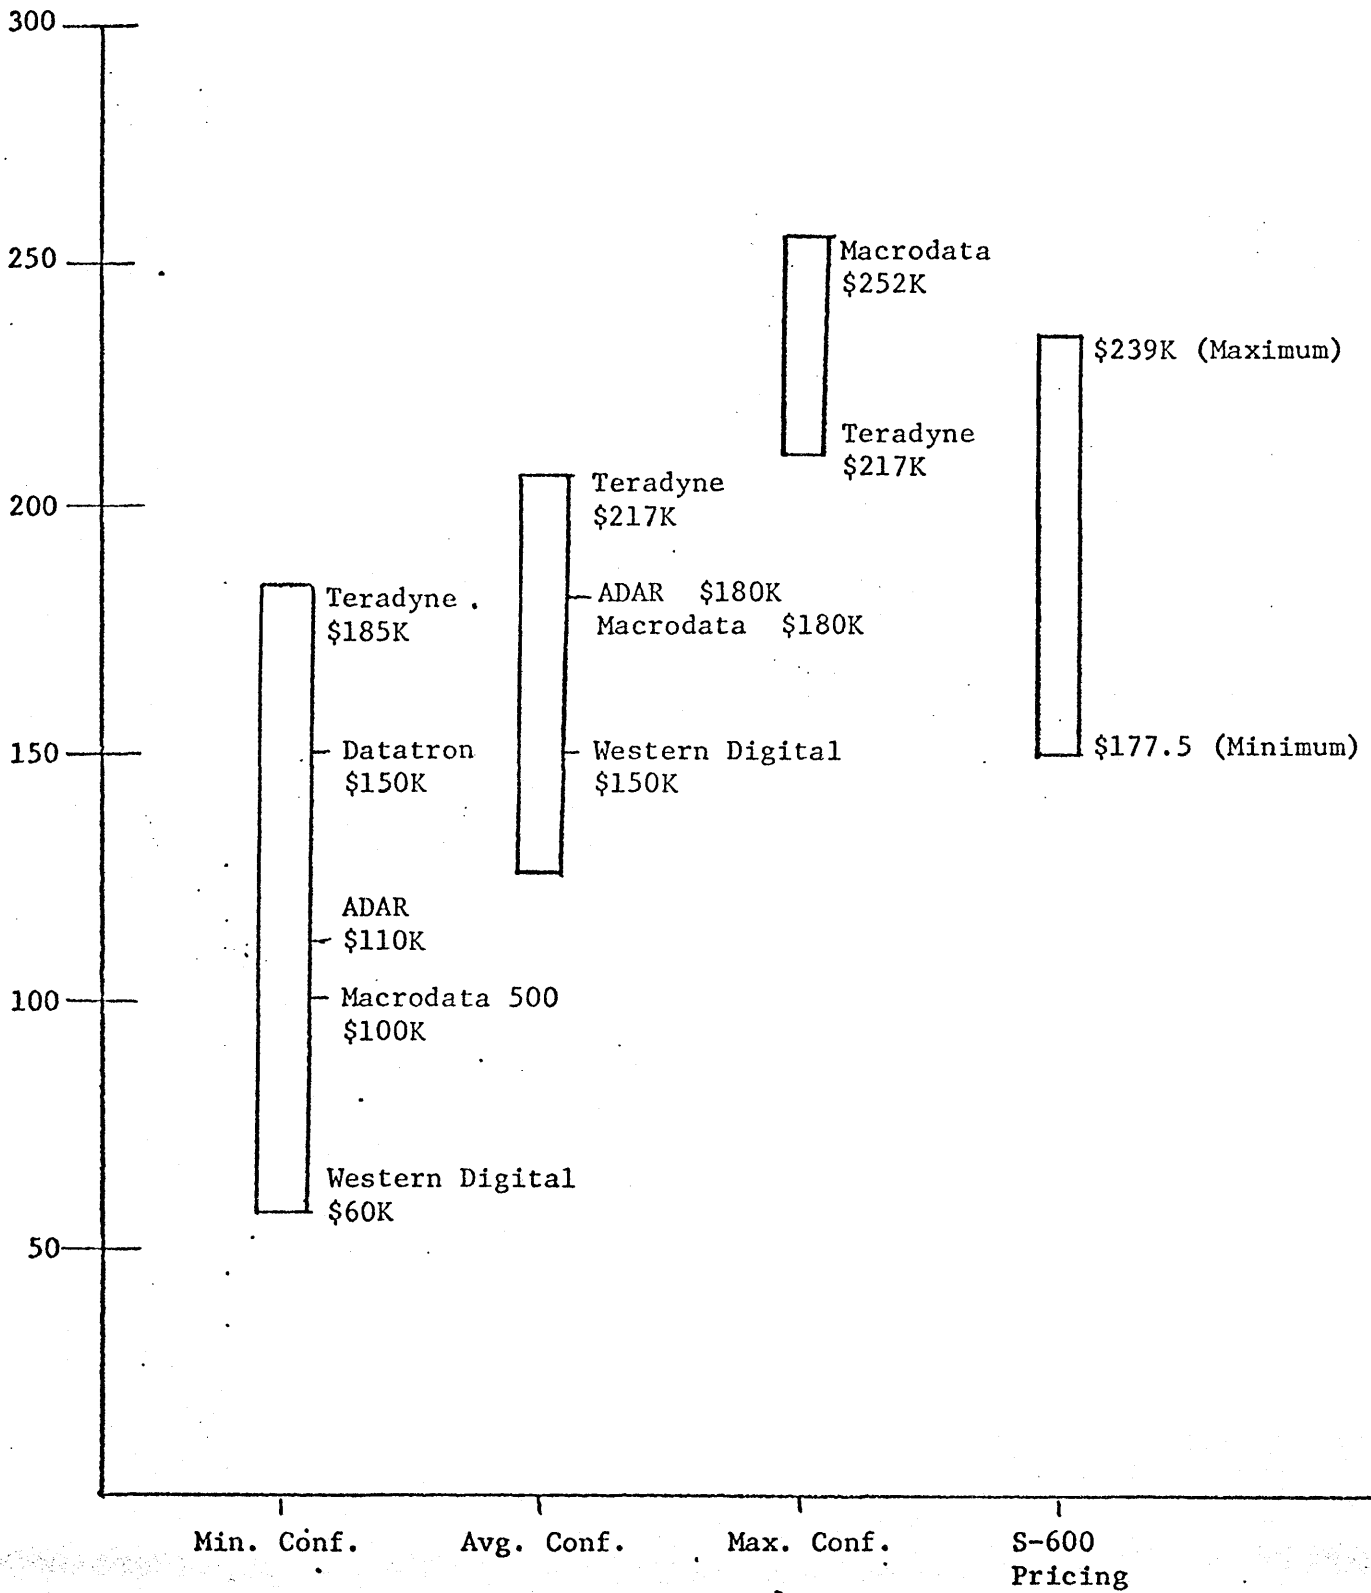 300
250
200
150
100
50
Macrodata
$252K
Teradyne
$217K
$239K (Maximum)
$177.5 (Minimum)
Teradyne
$217K
ADAR $180K
Macrodata $180K
Western Digital
$150K
Teradyne
$185K
Datatron
$150K
ADAR
$110K
Macrodata 500
$100K
Western Digital
$60K
Min. Conf.
Avg. Conf.
Max. Conf.
S-600
Pricing